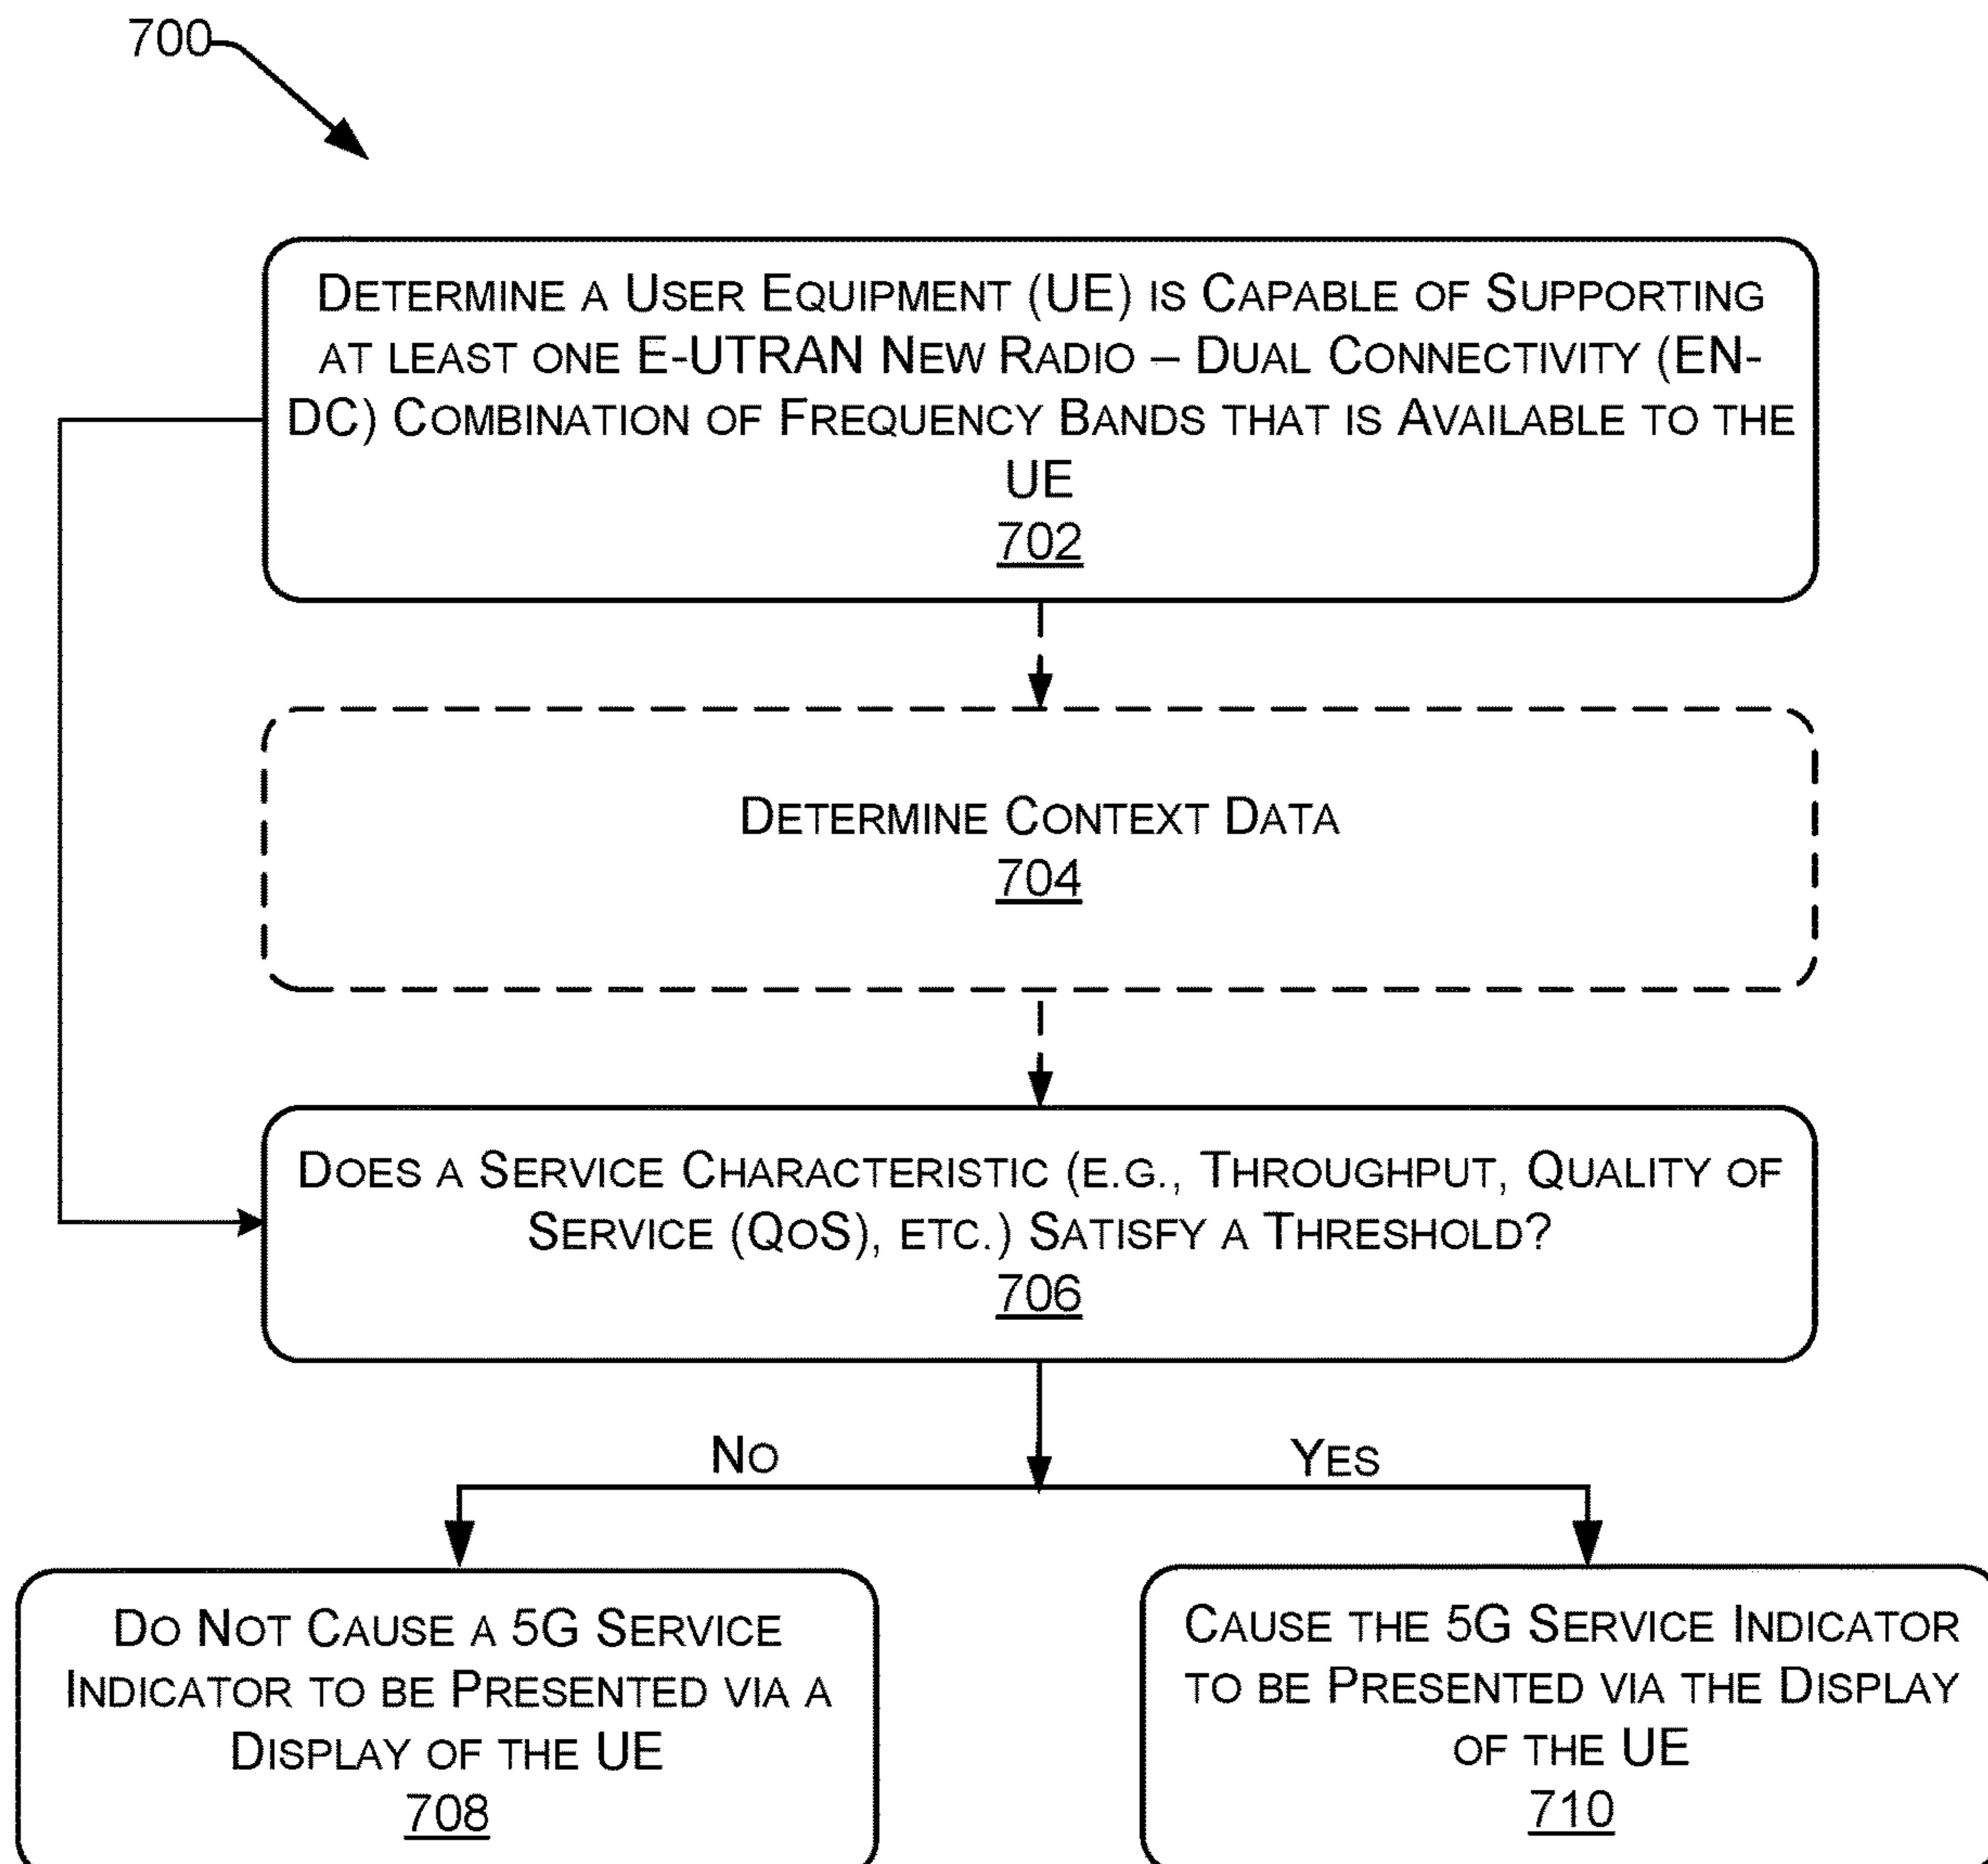 700
DETERMINE A USER EQUIPMENT (UE) IS CAPABLE OF SUPPORTING
AT LEAST ONE E-UTRAN NEW RADIO – DUAL CONNECTIVITY (EN-
DC) COMBINATION OF FREQUENCY BANDS THAT IS AVAILABLE TO THE
UE
702
DETERMINE CONTEXT DATA
704
DOES A SERVICE CHARACTERISTIC (E.G., THROUGHPUT, QUALITY OF
SERVICE (QOS), ETC.) SATISFY A THRESHOLD?
706
NO
YES
DO NOT CAUSE A 5G SERVICE
INDICATOR TO BE PRESENTED VIA A
DISPLAY OF THE UE
708
CAUSE THE 5G SERVICE INDICATOR
TO BE PRESENTED VIA THE DISPLAY
OF THE UE
710